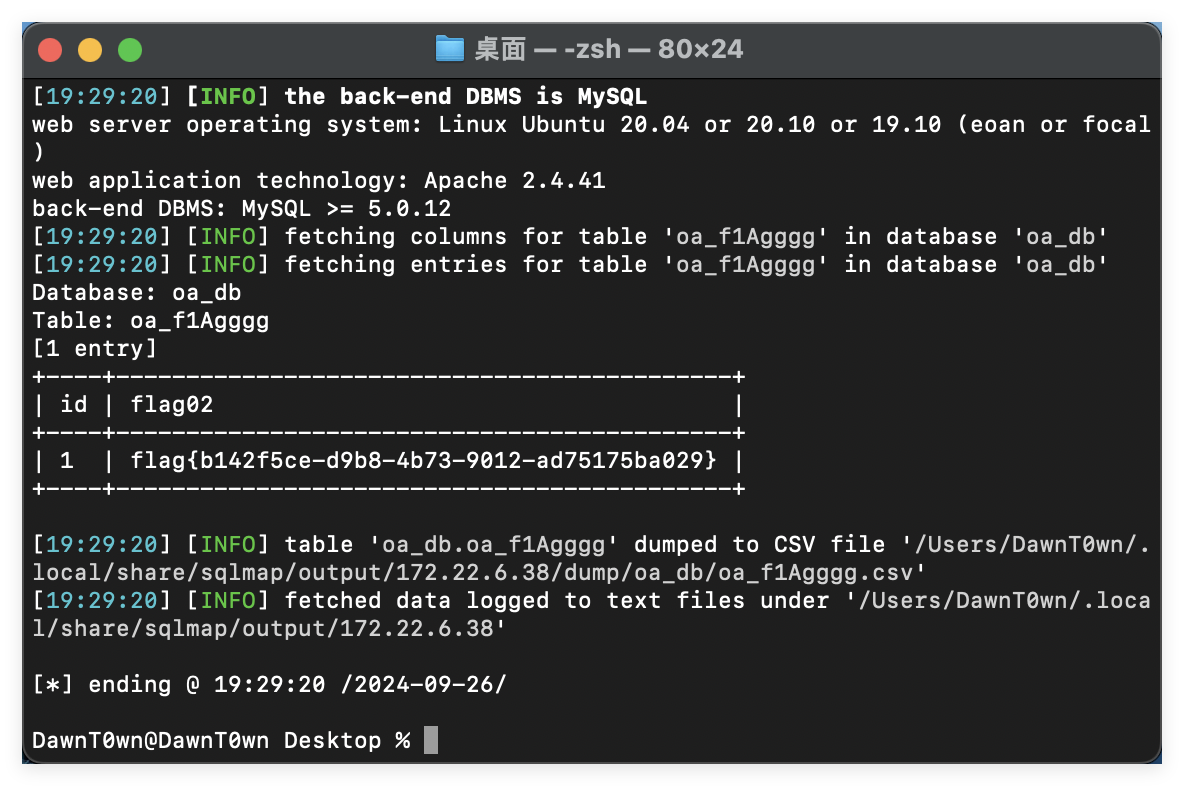 桌面 — -zsh — 80×24
[19:29:20] [INFO] the back-end DBMS is MySQL
web server operating system: Linux Ubuntu 20.04 or 20.10 or 19.10 (eoan or focal
)
web application technology: Apache 2.4.41
back-end DBMS: MySQL >= 5.0.12
[19:29:20] [INFO] fetching columns for table 'oa_f1Agggg' in database 'oa_db'
[19:29:20] [INFO] fetching entries for table 'oa_f1Agggg' in database 'oa_db'
Database: oa_db
Table: oa_f1Agggg
[1 entry]
+----+--------------------------------------------+
| id | flag02                                     |
+----+--------------------------------------------+
| 1  | flag{b142f5ce-d9b8-4b73-9012-ad75175ba029} |
+----+--------------------------------------------+
[19:29:20] [INFO] table 'oa_db.oa_f1Agggg' dumped to CSV file '/Users/DawnT0wn/.
local/share/sqlmap/output/172.22.6.38/dump/oa_db/oa_f1Agggg.csv'
[19:29:20] [INFO] fetched data logged to text files under '/Users/DawnT0wn/.loca
l/share/sqlmap/output/172.22.6.38'
[*] ending @ 19:29:20 /2024-09-26/
DawnT0wn@DawnT0wn Desktop %